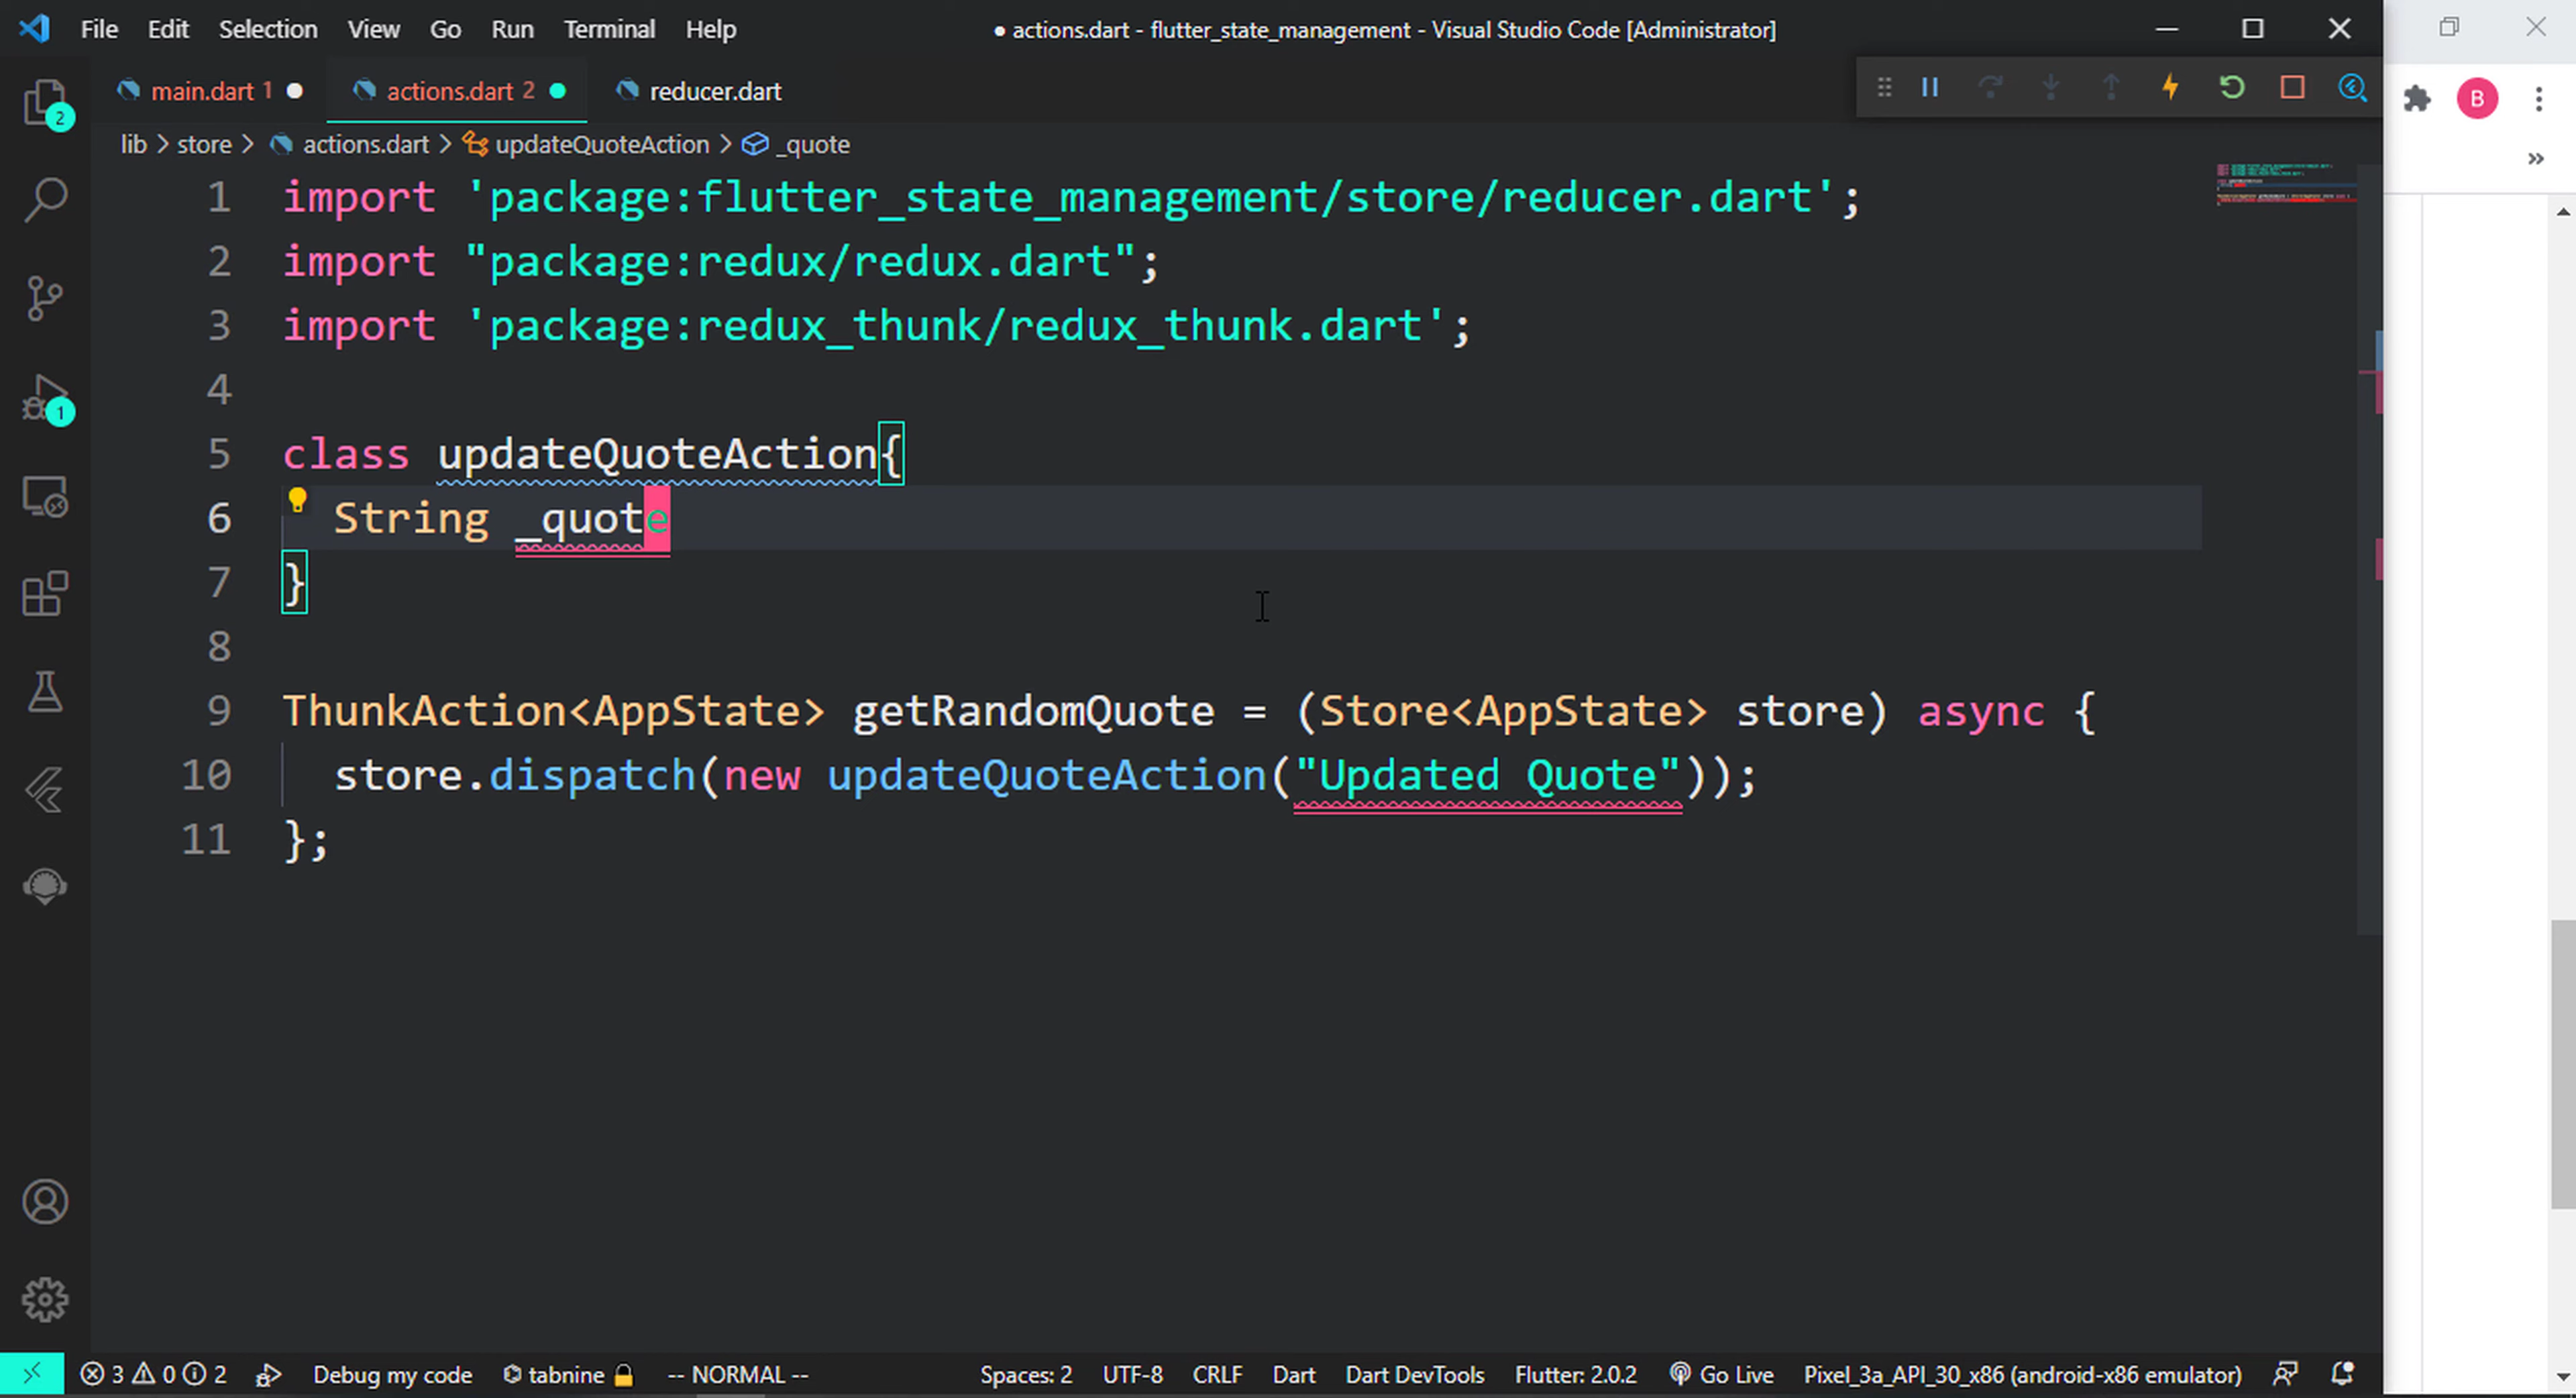 File Edit Selection View Go Run Terminal Help ● actions.dart - flutter_state_management - Visual Studio Code [Administrator]
main.dart 1 actions.dart 2 reducer.dart
B
2
lib > store > actions.dart > updateQuoteAction > _quote
1 import 'package:flutter_state_management/store/reducer.dart';
2 import "package:redux/redux.dart";
3 import 'package:redux_thunk/redux_thunk.dart';
4
1
5 class updateQuoteAction{
6 String _quote
7 }
8
9 ThunkAction<AppState> getRandomQuote = (Store<AppState> store) async {
10 store.dispatch(new updateQuoteAction("Updated Quote"));
11 };
3 0 2 Debug my code tabnine -- NORMAL -- Spaces: 2 UTF-8 CRLF Dart Dart DevTools Flutter: 2.0.2 Go Live Pixel_3a_API_30_x86 (android-x86 emulator)